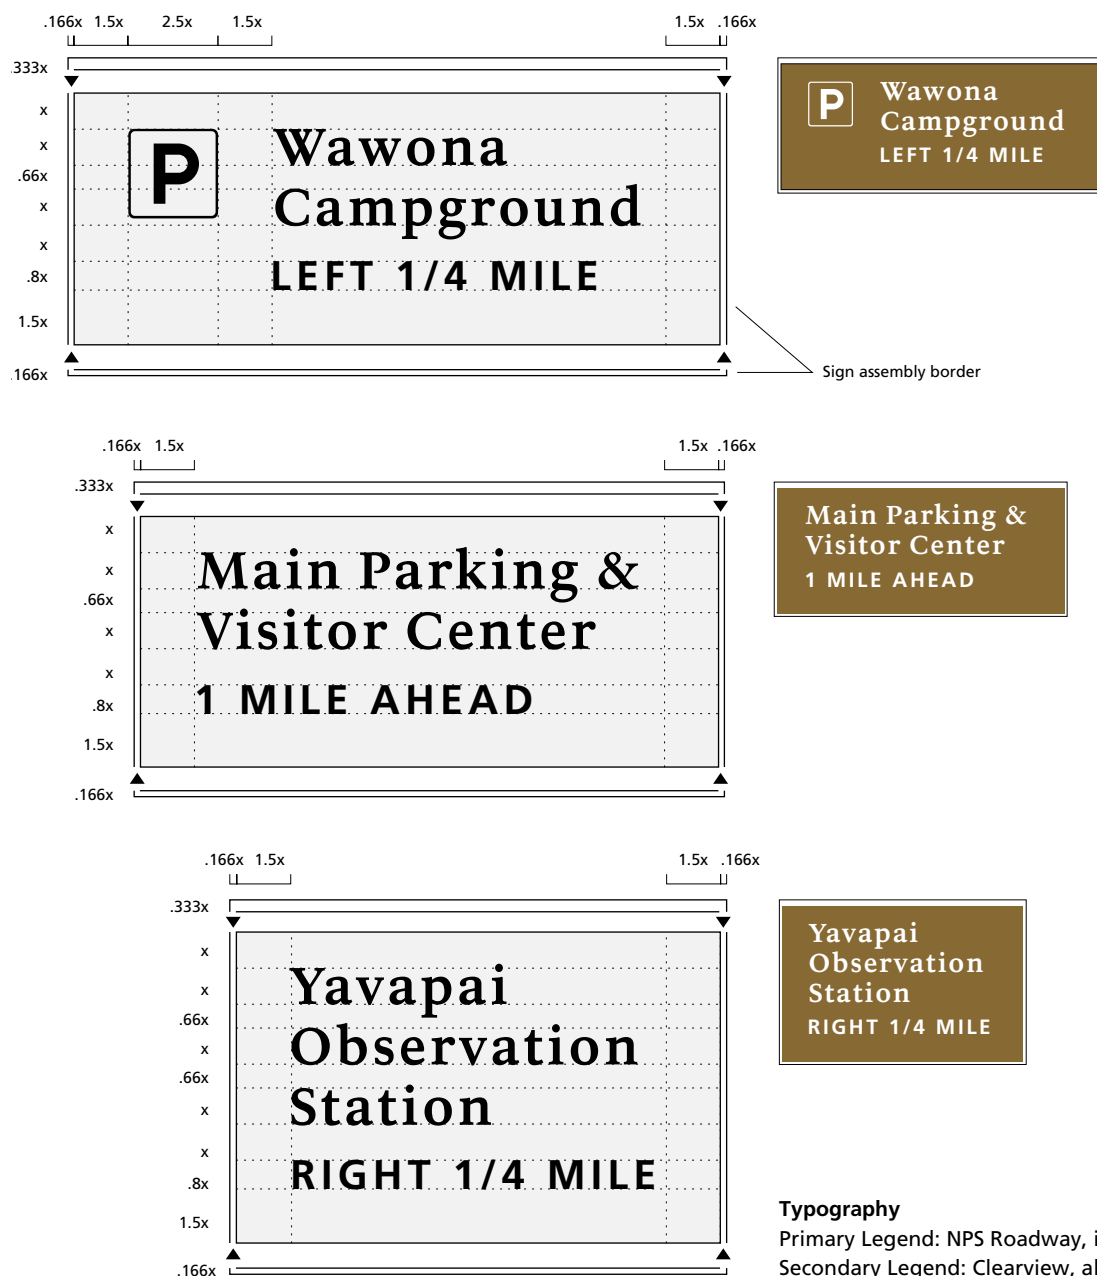 .166x 1.5x 2.5x 1.5x 1.5x .166x
.333x
x
x
.66x
x
x
.8x
1.5x
.166x
P
Wawona
Campground
LEFT 1/4 MILE
P
Wawona
Campground
LEFT 1/4 MILE
Sign assembly border
.166x 1.5x 1.5x .166x
.333x
x
x
.66x
x
x
.8x
1.5x
.166x
Main Parking &
Visitor Center
1 MILE AHEAD
Main Parking &
Visitor Center
1 MILE AHEAD
.166x 1.5x 1.5x .166x
.333x
x
x
.66x
x
.66x
x
x
.8x
1.5x
.166x
Yavapai
Observation
Station
RIGHT 1/4 MILE
Yavapai
Observation
Station
RIGHT 1/4 MILE
Typography
Primary Legend: NPS Roadway,
Secondary Legend: Clearview,